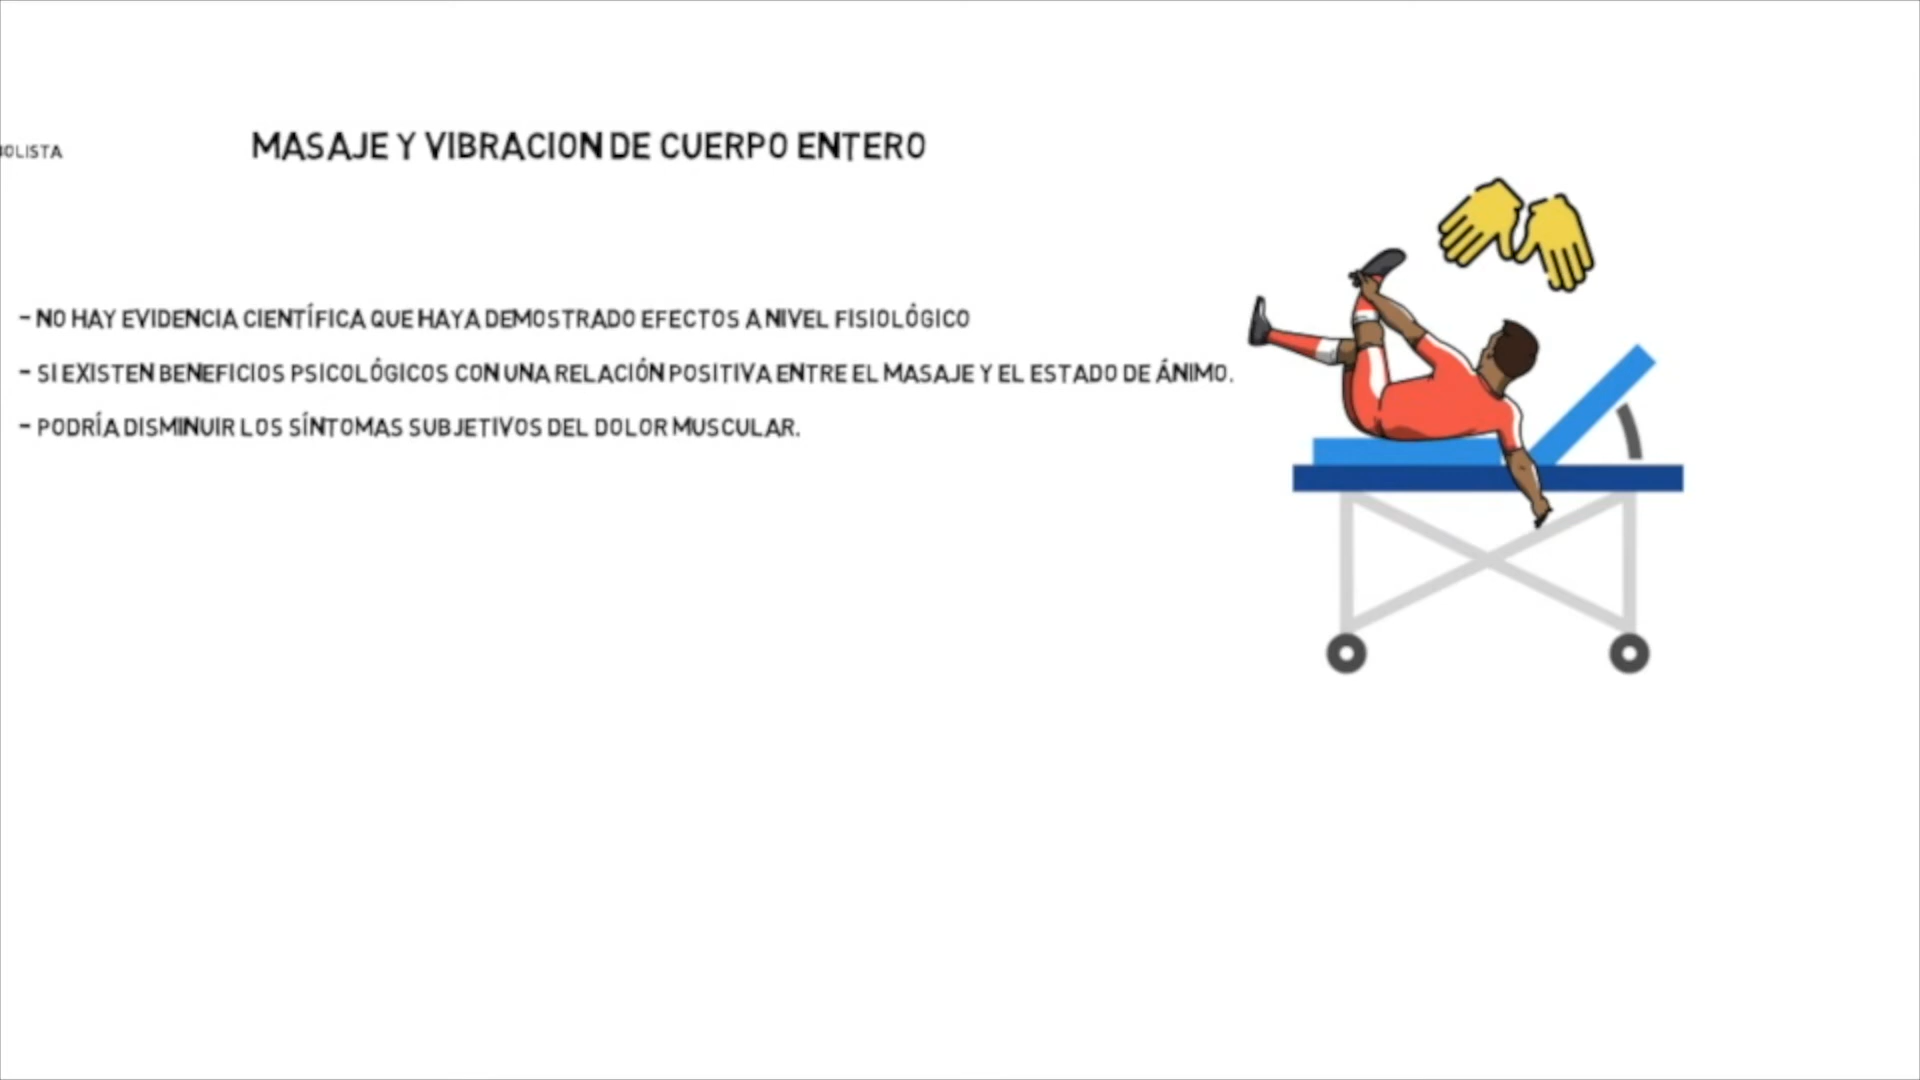 MASAJE Y VIBRACION DE CUERPO ENTERO
- NO HAY EVIDENCIA CIENTÍFICA QUE HAYA DEMOSTRADO EFECTOS A NIVEL FISIOLÓGICO
- SI EXISTEN BENEFICIOS PSICOLÓGICOS CON UNA RELACIÓN POSITIVA ENTRE EL MASAJE Y EL ESTADO DE ÁNIMO.
- PODRÍA DISMINUIR LOS SÍNTOMAS SUBJETIVOS DEL DOLOR MUSCULAR.